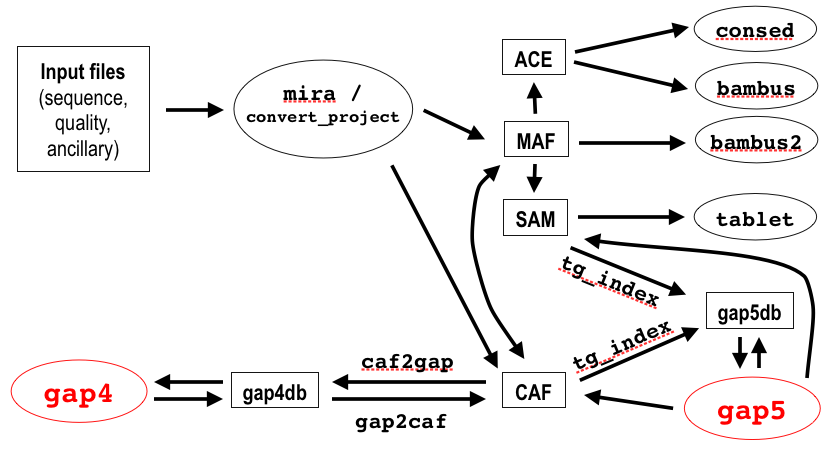 Input files
(sequence,
quality,
ancillary)
mira /
convert_project
ACE
MAF
SAM
consed
bambus
bambus2
tablet
tg_index
gap5db
tg_index
gap4
gap4db
caf2gap
gap2caf
CAF
gap5